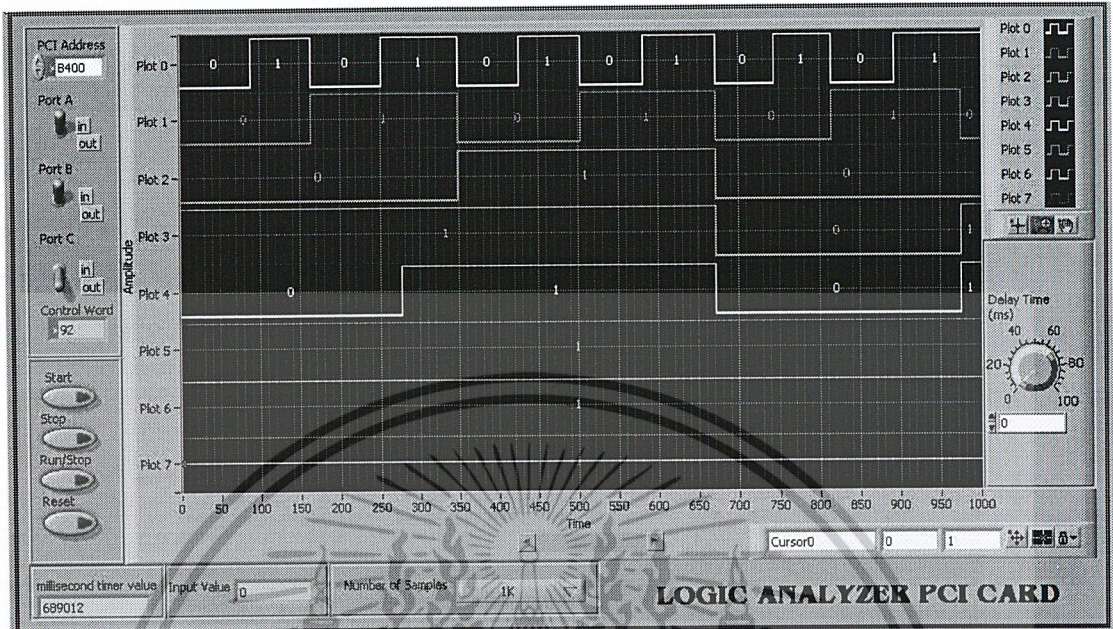 PCI Address
B400
Port A
in
out
Port B
in
out
Port C
in
out
Control Word
92
Start
Stop
Run/Stop
Reset
Amplitude
Plot 0 0 1 0 1 0 1 0 1 0 1 0 1
Plot 1 0 1 0 1 0 1 0
Plot 2 0 1 0
Plot 3 1 0 1
Plot 4 0 1 0 1
Plot 5 1
Plot 6 1
Plot 7
0 50 100 150 200 250 300 350 400 450 500 550 600 650 700 750 800 850 900 950 1000
Time
Plot 0
Plot 1
Plot 2
Plot 3
Plot 4
Plot 5
Plot 6
Plot 7
Delay Time
(ms)
40 60
20 80
0 100
0
Cursor0 0 1
millisecond timer value
689012
Input Value 0
Number of Samples 1K
LOGIC ANALYZER PCI CARD